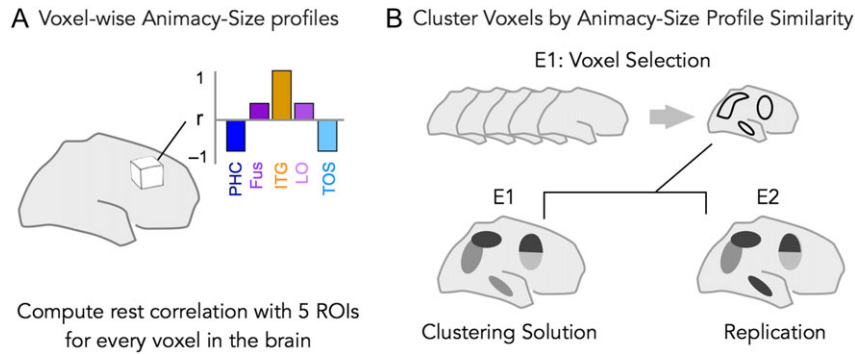 A Voxel-wise Animacy-Size profiles
1
r
–1
PHC
Fus
ITG
LO
TOS
Compute rest correlation with 5 ROIs
for every voxel in the brain
B Cluster Voxels by Animacy-Size Profile Similarity
E1: Voxel Selection
E1
E2
Clustering Solution
Replication